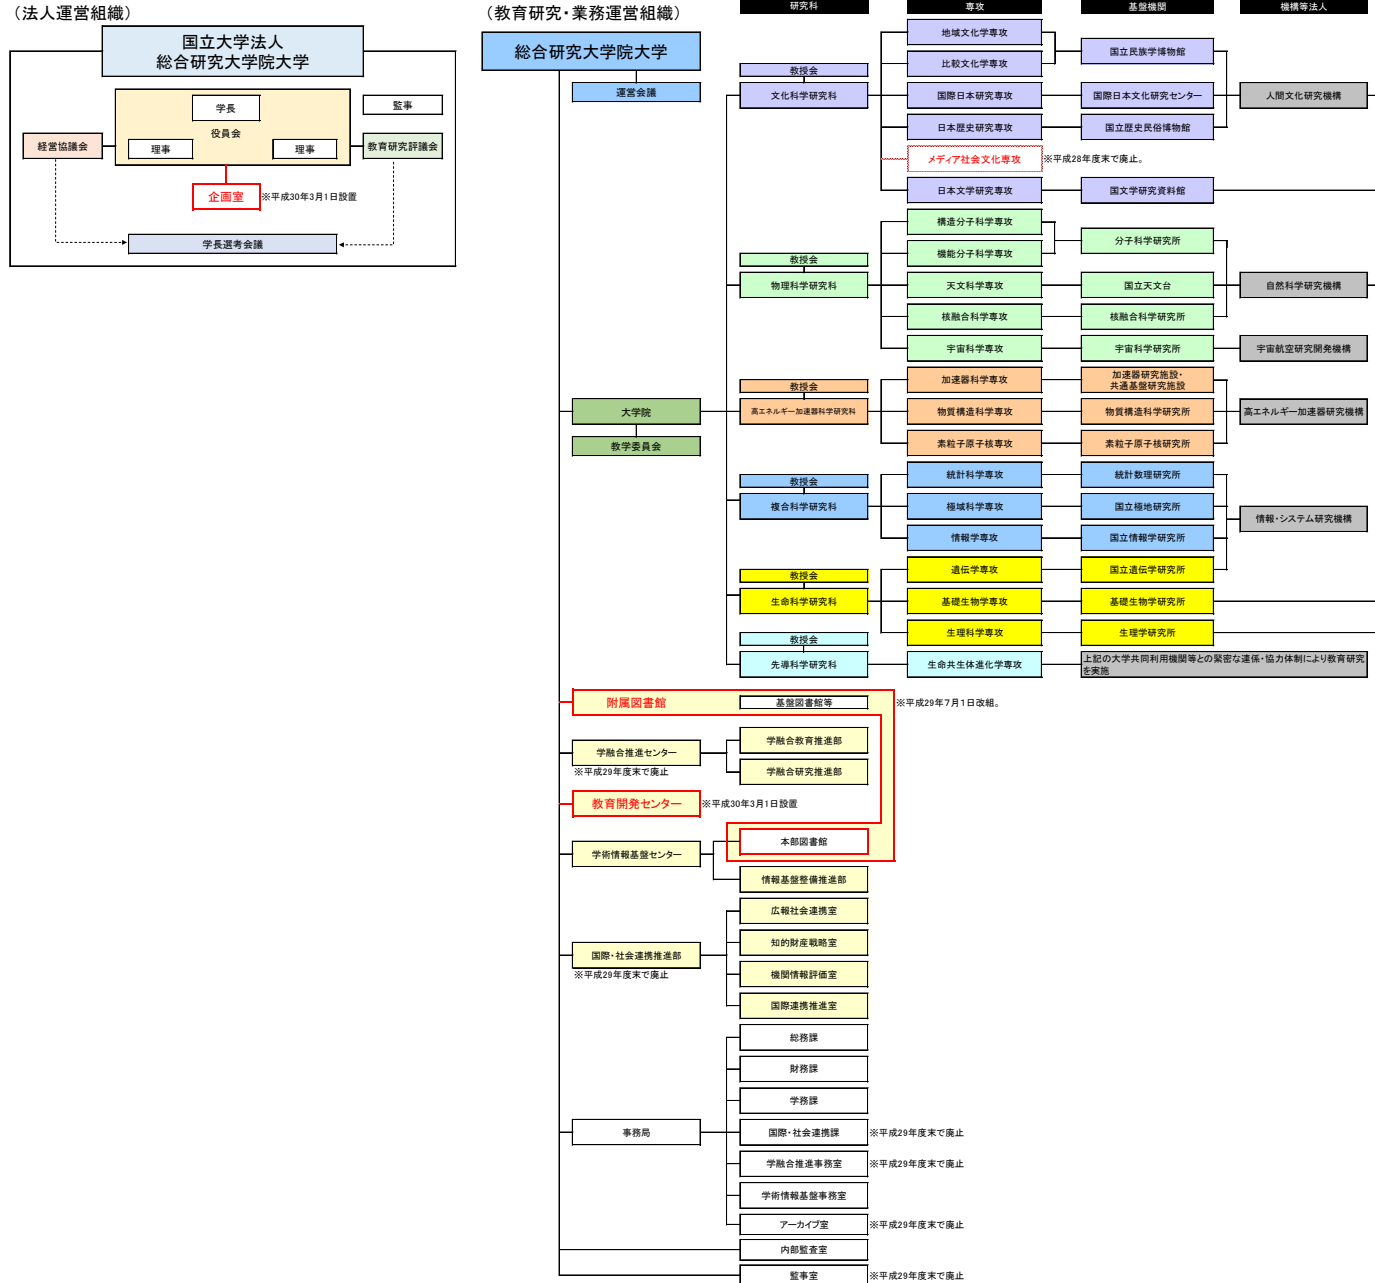 （法人運営組織）
国立大学法人
総合研究大学院大学
学長
役員会
理事
理事
監事
経営協議会
教育研究評議会
企画室
※平成30年3月1日設置
学長選考会議
（教育研究・業務運営組織）
総合研究大学院大学
運営会議
研究科
専攻
基盤機関
機構等法人
教授会
文化科学研究科
地域文化学専攻
比較文化学専攻
国立民族学博物館
国際日本研究専攻
国際日本文化研究センター
人間文化研究機構
日本歴史研究専攻
国立歴史民俗博物館
メディア社会文化専攻
※平成28年度末で廃止。
日本文学研究専攻
国文学研究資料館
教授会
物理科学研究科
構造分子科学専攻
機能分子科学専攻
分子科学研究所
天文科学専攻
国立天文台
自然科学研究機構
核融合科学専攻
核融合科学研究所
宇宙科学専攻
宇宙科学研究所
宇宙航空研究開発機構
大学院
教学委員会
教授会
高エネルギー加速器科学研究科
加速器科学専攻
加速器研究施設・
共通基盤研究施設
物質構造科学専攻
物質構造科学研究所
高エネルギー加速器研究機構
素粒子原子核専攻
素粒子原子核研究所
教授会
複合科学研究科
統計科学専攻
統計数理研究所
極域科学専攻
国立極地研究所
情報・システム研究機構
情報学専攻
国立情報学研究所
教授会
生命科学研究科
遺伝学専攻
国立遺伝学研究所
基礎生物学専攻
基礎生物学研究所
生理科学専攻
生理学研究所
教授会
先導科学研究科
生命共生体進化学専攻
上記の大学共同利用機関等との緊密な連係・協力体制により教育研究
を実施
附属図書館
基盤図書館等
※平成29年7月1日改組。
学融合推進センター
※平成29年度末で廃止
学融合教育推進部
学融合研究推進部
教育開発センター
※平成30年3月1日設置
学術情報基盤センター
本部図書館
情報基盤整備推進部
国際・社会連携推進部
※平成29年度末で廃止
広報社会連携室
知的財産戦略室
機関情報評価室
国際連携推進室
事務局
総務課
財務課
学務課
国際・社会連携課
※平成29年度末で廃止
学融合推進事務室
※平成29年度末で廃止
学術情報基盤事務室
アーカイブ室
※平成29年度末で廃止
内部監査室
監事室
※平成29年度末で廃止